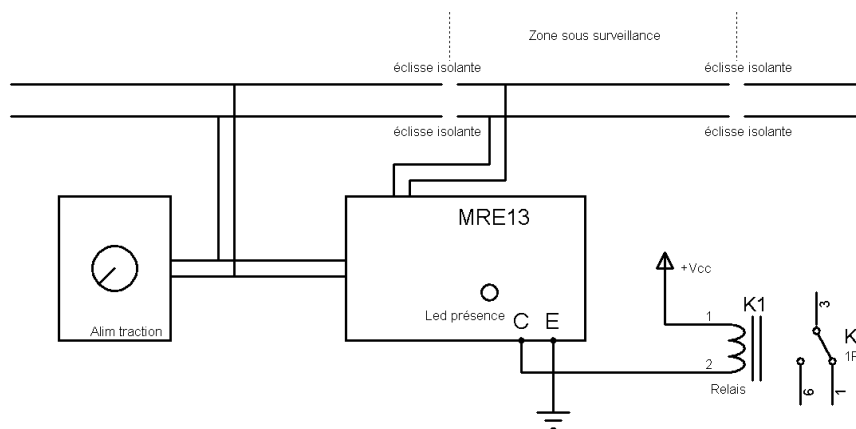 Zone sous surveillance
éclisse isolante
éclisse isolante
éclisse isolante
éclisse isolante
MRE13
+Vcc
Led présence
C
E
Alim traction
K1
1
2
Relais
3
K
1P
6
1